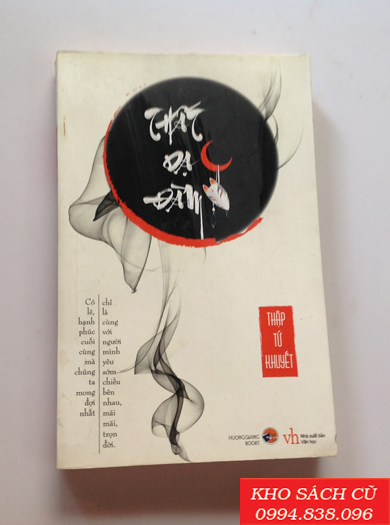 THẤT
DẠ
ĐÀM
THẬP
TỨ
KHUYẾT
Có
lẽ,
hạnh
phúc
cuối
cùng
mà
chúng
ta
mong
đợi
nhất
chỉ
là
cùng
với
người
mình
yêu
sớm
chiều
bên
nhau,
mãi
mãi,
trọn
đời.
BOOKS
vh
Nhà xuất bản
Văn học
KHO SÁCH CŨ
0994.838.096